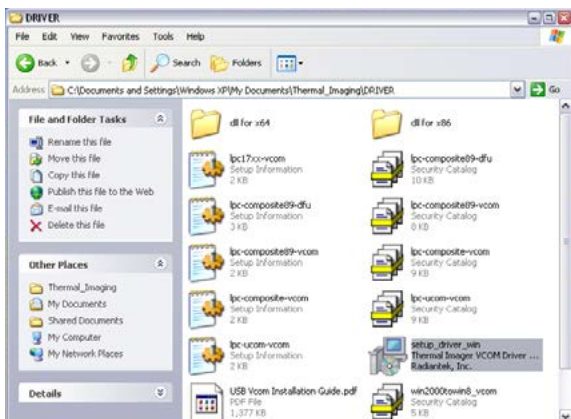 DRIVER
File Edit View Favorites Tools Help
Back Search Folders
Address C:\Documents and Settings\Windows XP\My Documents\Thermal_Imaging\DRIVER Go
File and Folder Tasks
Rename this file
Move this file
Copy this file
Publish this file to the Web
E-mail this file
Delete this file
Other Places
Thermal_Imaging
My Documents
Shared Documents
My Computer
My Network Places
Details
dll for x64
dll for x86
lpc17xx-vcom
Setup Information
2 KB
lpc-composite89-dfu
Security Catalog
10 KB
lpc-composite89-dfu
Setup Information
3 KB
lpc-composite89-vcom
Security Catalog
8 KB
lpc-composite89-vcom
Setup Information
2 KB
lpc-composite-vcom
Security Catalog
9 KB
lpc-composite-vcom
Setup Information
2 KB
lpc-ucom-vcom
Security Catalog
9 KB
lpc-ucom-vcom
Setup Information
2 KB
setup_driver_win
Thermal Imager VCOM Driver ...
Radiantek, Inc.
USB Vcom Installation Guide.pdf
PDF File
1,377 KB
win2000towin8_vcom
Security Catalog
5 KB